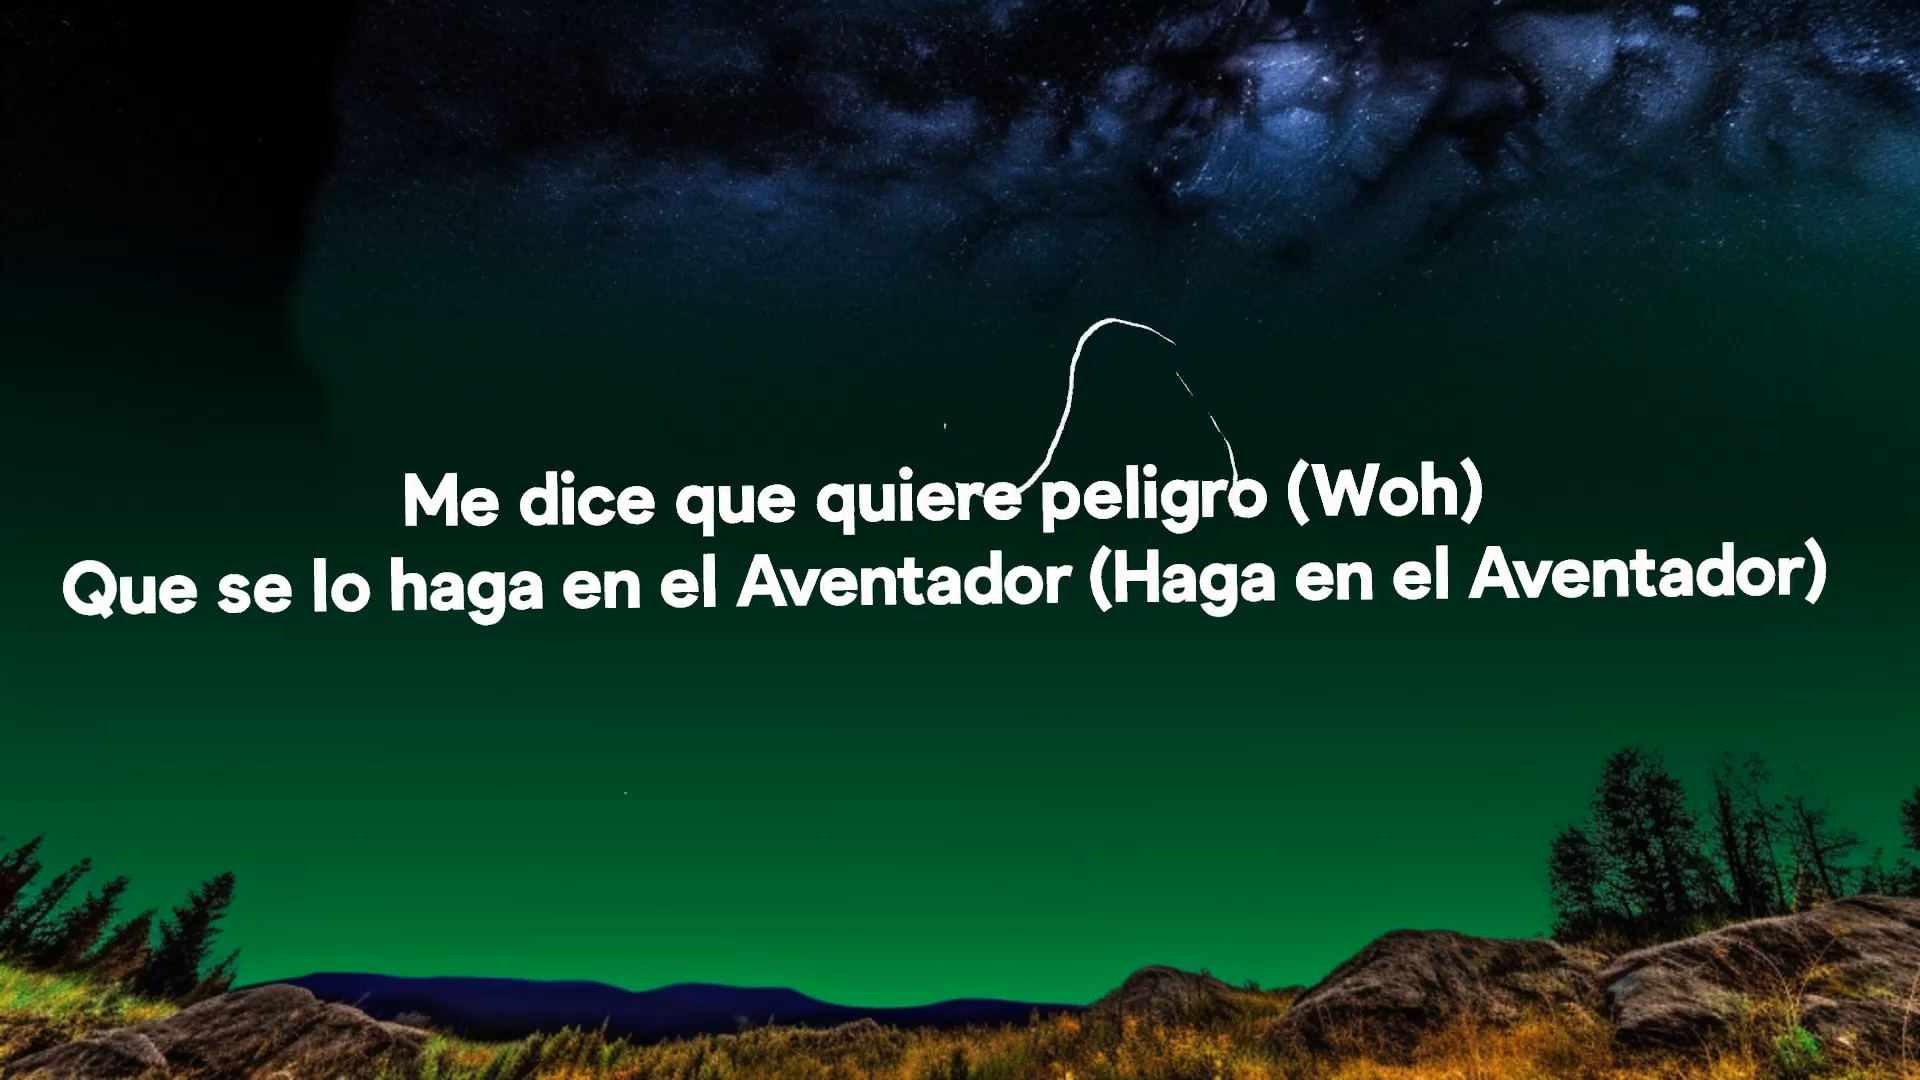 Me dice que quiere peligro (Woh)
Que se lo haga en el Aventador (Haga en el Aventador)